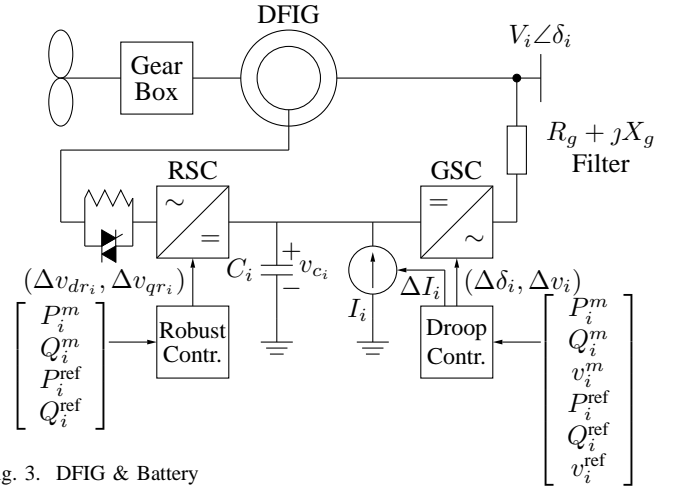 DFIG
V_i∠δ_i
Gear
Box
R_g + ȷX_g
Filter
RSC
GSC
~
=
=
~
C_i
+
−
v_{c_i}
I_i
ΔI_i
(Δv_{dr_i}, Δv_{qr_i})
(Δδ_i, Δv_i)
P_i^m
Q_i^m
P_i^ref
Q_i^ref
Robust
Contr.
Droop
Contr.
P_i^m
Q_i^m
v_i^m
P_i^ref
Q_i^ref
v_i^ref
g. 3. DFIG & Battery